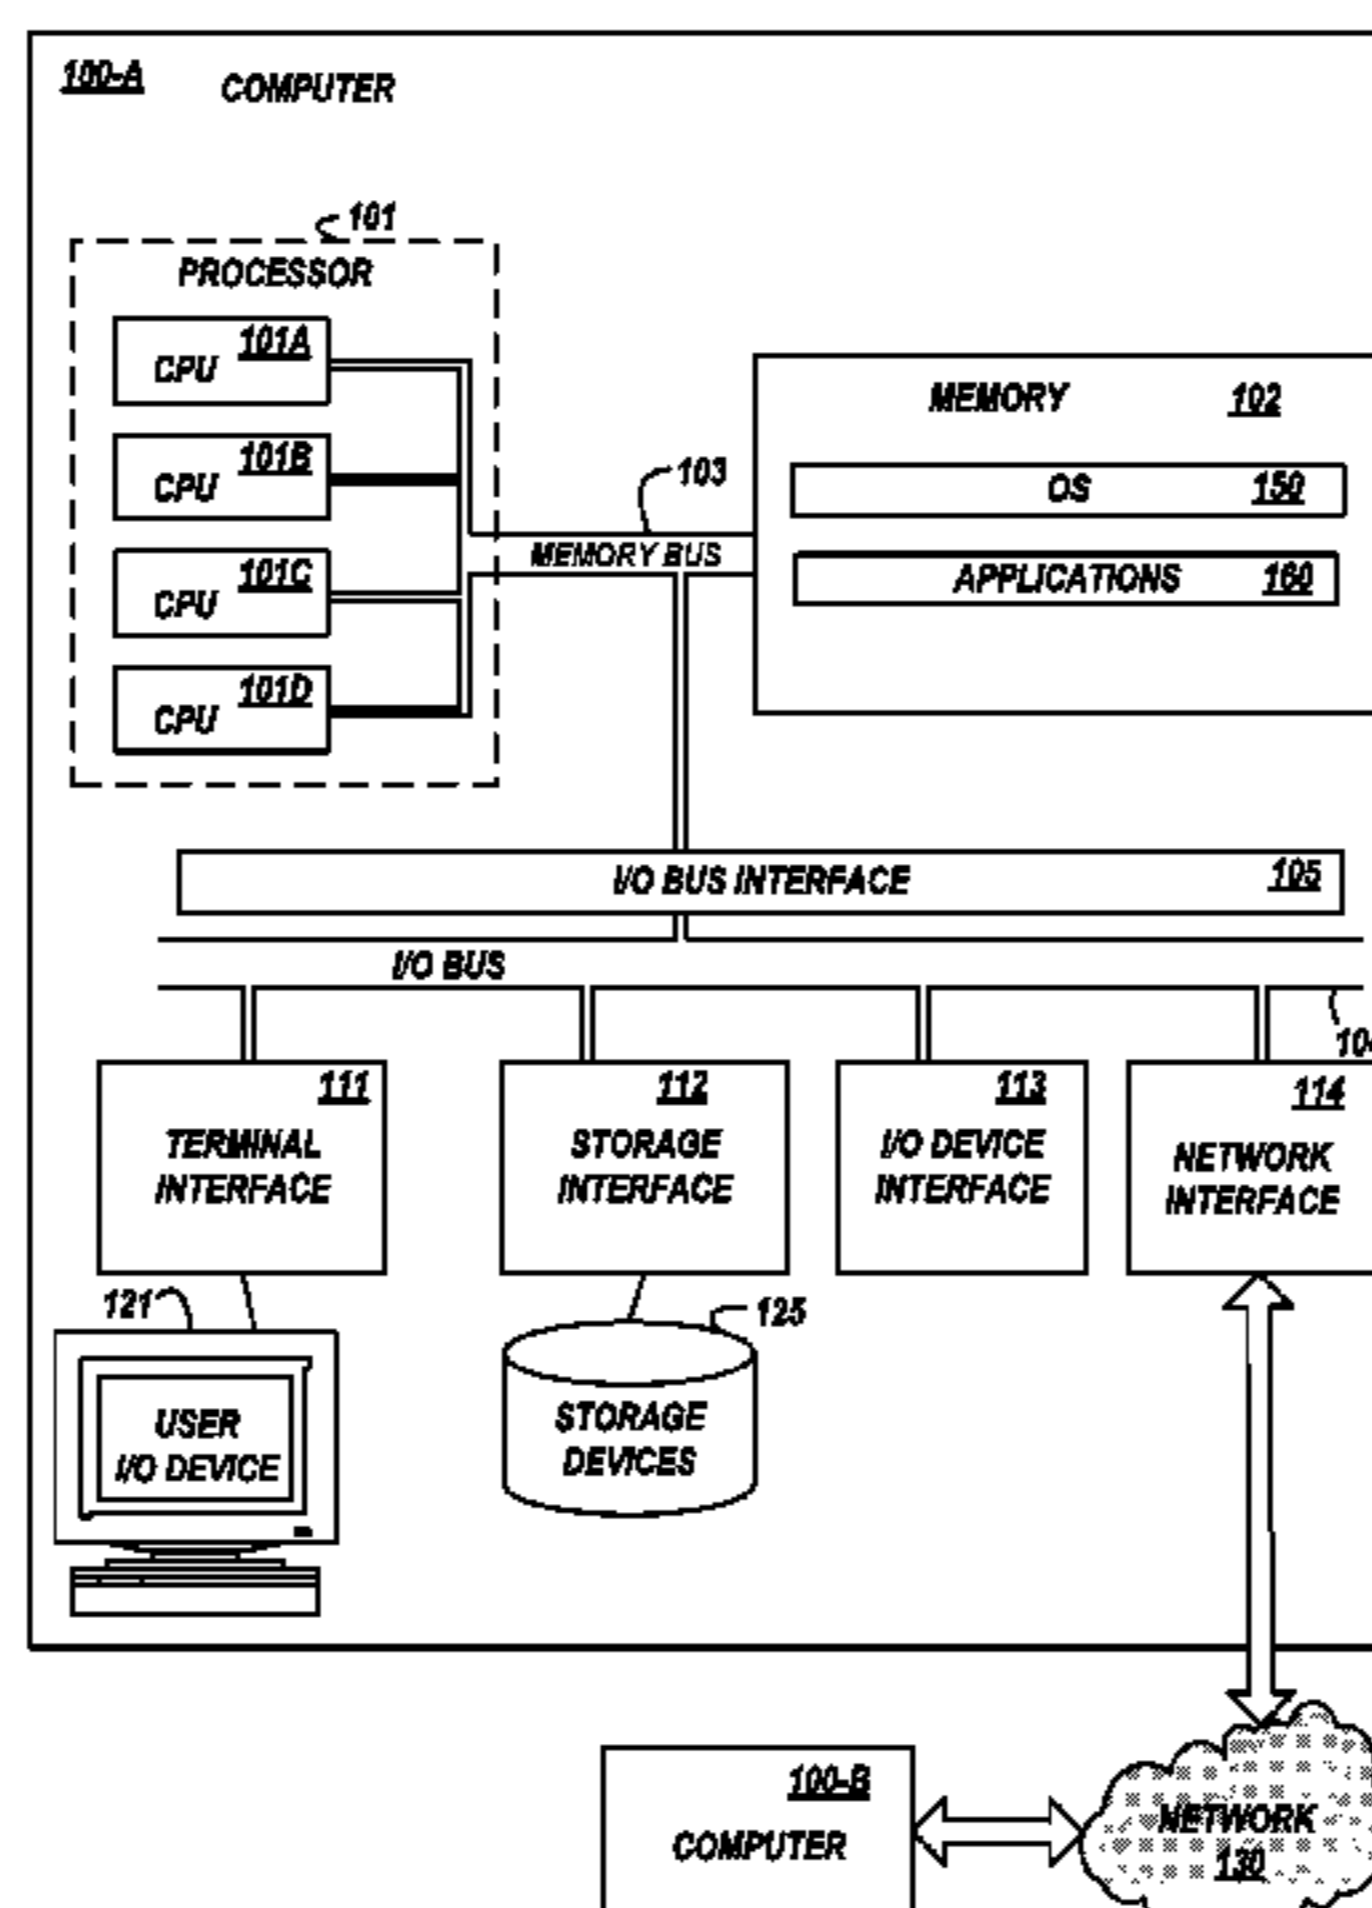 100-A COMPUTER
101
PROCESSOR
CPU 101A
CPU 101B
CPU 101C
CPU 101D
103
MEMORY BUS
MEMORY 102
OS 150
APPLICATIONS 160
I/O BUS INTERFACE 105
I/O BUS
104
111
TERMINAL
INTERFACE
112
STORAGE
INTERFACE
113
I/O DEVICE
INTERFACE
114
NETWORK
INTERFACE
121
USER
I/O DEVICE
125
STORAGE
DEVICES
100-B
COMPUTER
NETWORK
130